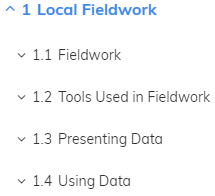 1 Local Fieldwork
1.1 Fieldwork
1.2 Tools Used in Fieldwork
1.3 Presenting Data
1.4 Using Data